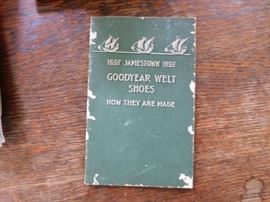 1607 JAMESTOWN 1907
GOODYEAR WELT
SHOES
HOW THEY ARE MADE